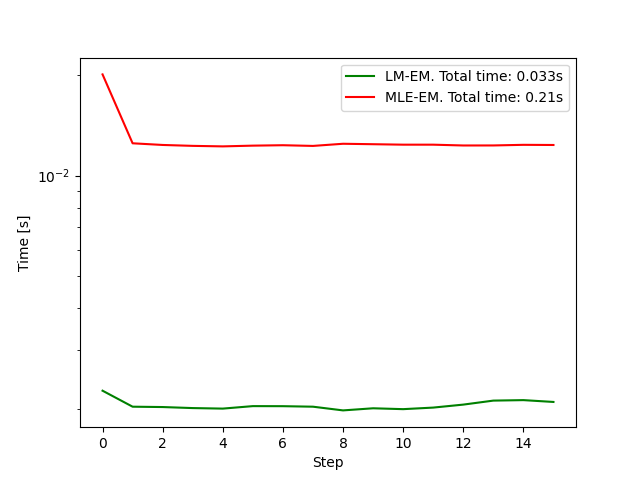 LM-EM. Total time: 0.033s
MLE-EM. Total time: 0.21s
10⁻²
Time [s]
0 2 4 6 8 10 12 14
Step